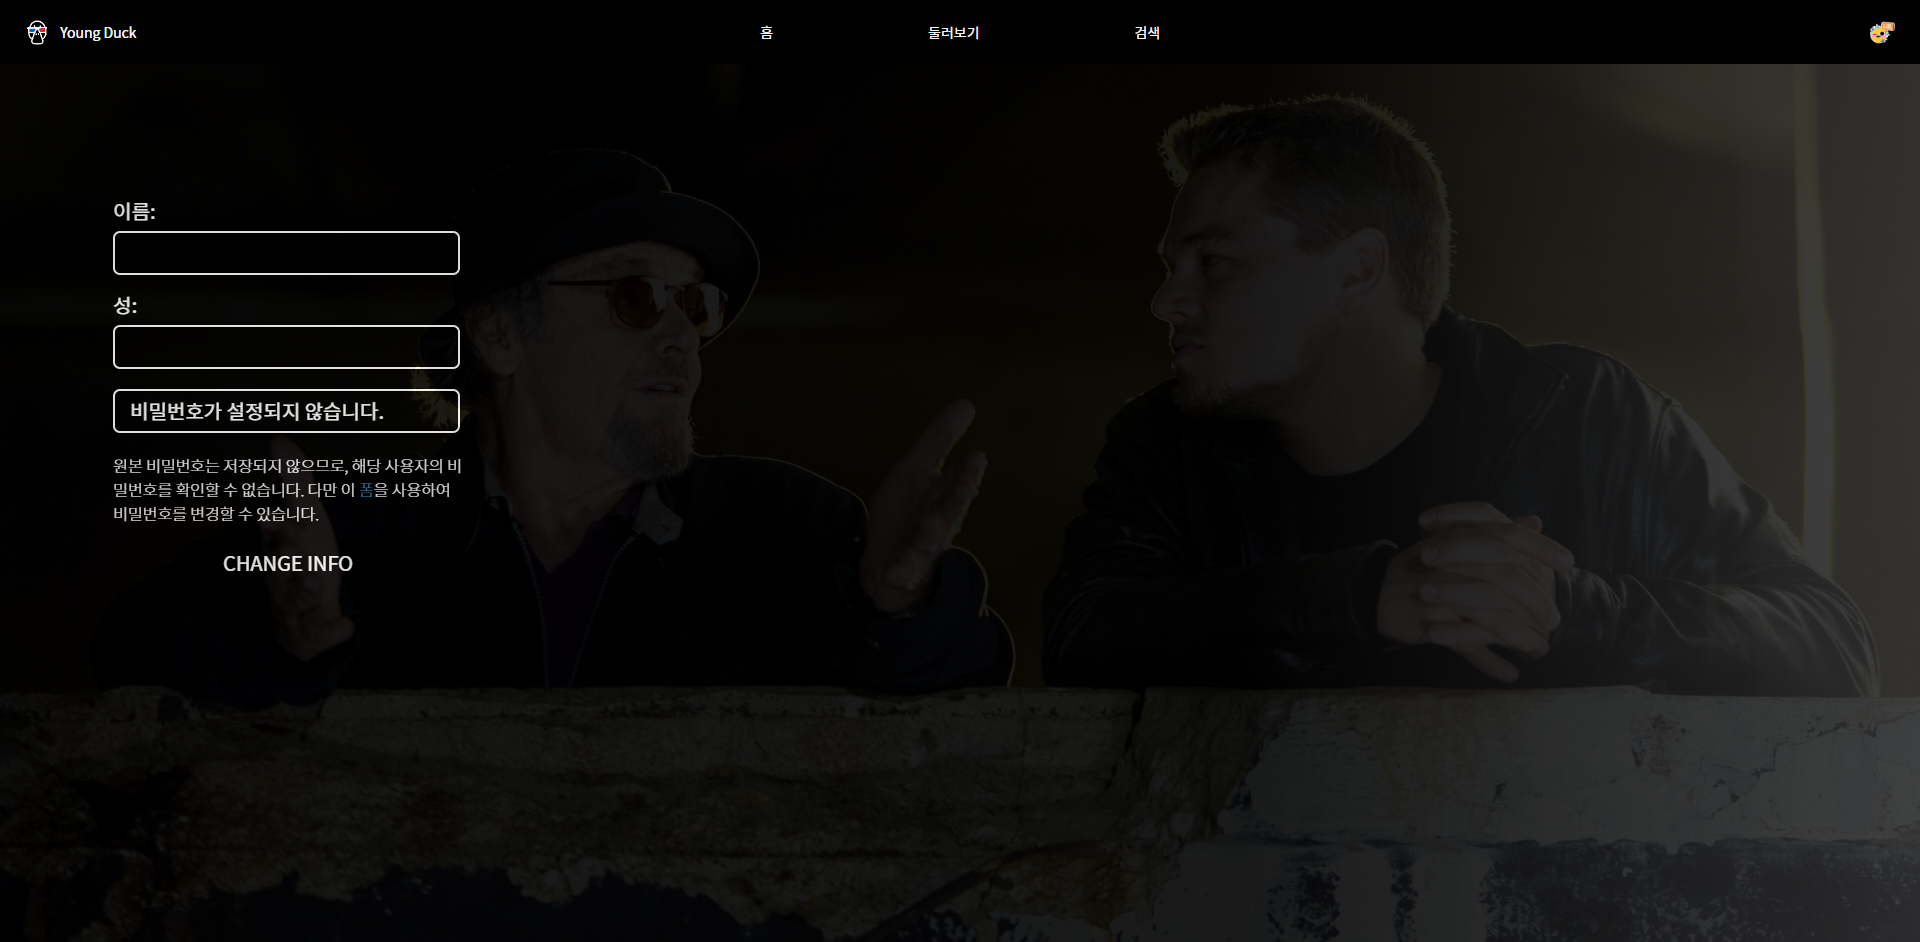 Young Duck
홈
둘러보기
검색
이름:
성:
비밀번호가 설정되지 않습니다.
원본 비밀번호는 저장되지 않으므로, 해당 사용자의 비
밀번호를 확인할 수 없습니다. 다만 이 폼을 사용하여
비밀번호를 변경할 수 있습니다.
CHANGE INFO